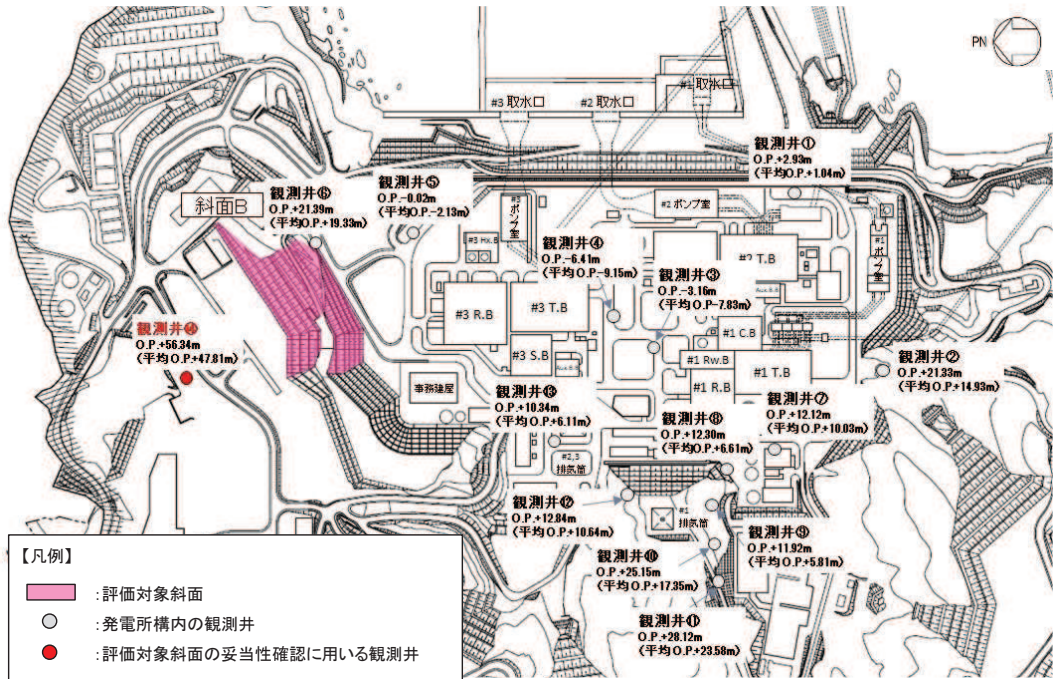 PN
#1 取水口
#3 取水口
#2 取水口
観測井①
O.P.+2.93m
(平均O.P.+1.04m)
観測井⑤
O.P.-0.02m
(平均O.P.-2.13m)
観測井⑥
O.P.+21.39m
(平均O.P.+19.33m)
斜面B
#3
ポンプ室
#2 ポンプ室
#1
ポンプ室
#3 Hx.B
観測井④
O.P.-6.41m
(平均O.P.-9.15m)
#2 T.B
観測井③
O.P.-3.16m
(平均O.P-7.83m)
#3 R.B
#3 T.B
観測井⑭
O.P.+56.34m
(平均O.P.+47.81m)
#1 C.B
#3 S.B
#1 Rw.B
#1 R.B
#1 T.B
観測井②
O.P.+21.33m
(平均O.P.+14.93m)
事務建屋
観測井⑬
O.P.+10.34m
(平均O.P.+6.11m)
観測井⑦
O.P.+12.12m
(平均O.P.+10.03m)
観測井⑧
O.P.+12.30m
(平均O.P.+6.61m)
#2,3
排気筒
観測井⑫
O.P.+12.84m
(平均O.P.+10.64m)
#1
排気筒
観測井⑨
O.P.+11.92m
(平均O.P.+5.81m)
観測井⑩
O.P.+25.15m
(平均O.P.+17.35m)
観測井⑪
O.P.+28.12m
(平均O.P.+23.58m)
【凡例】
:評価対象斜面
:発電所構内の観測井
:評価対象斜面の妥当性確認に用いる観測井